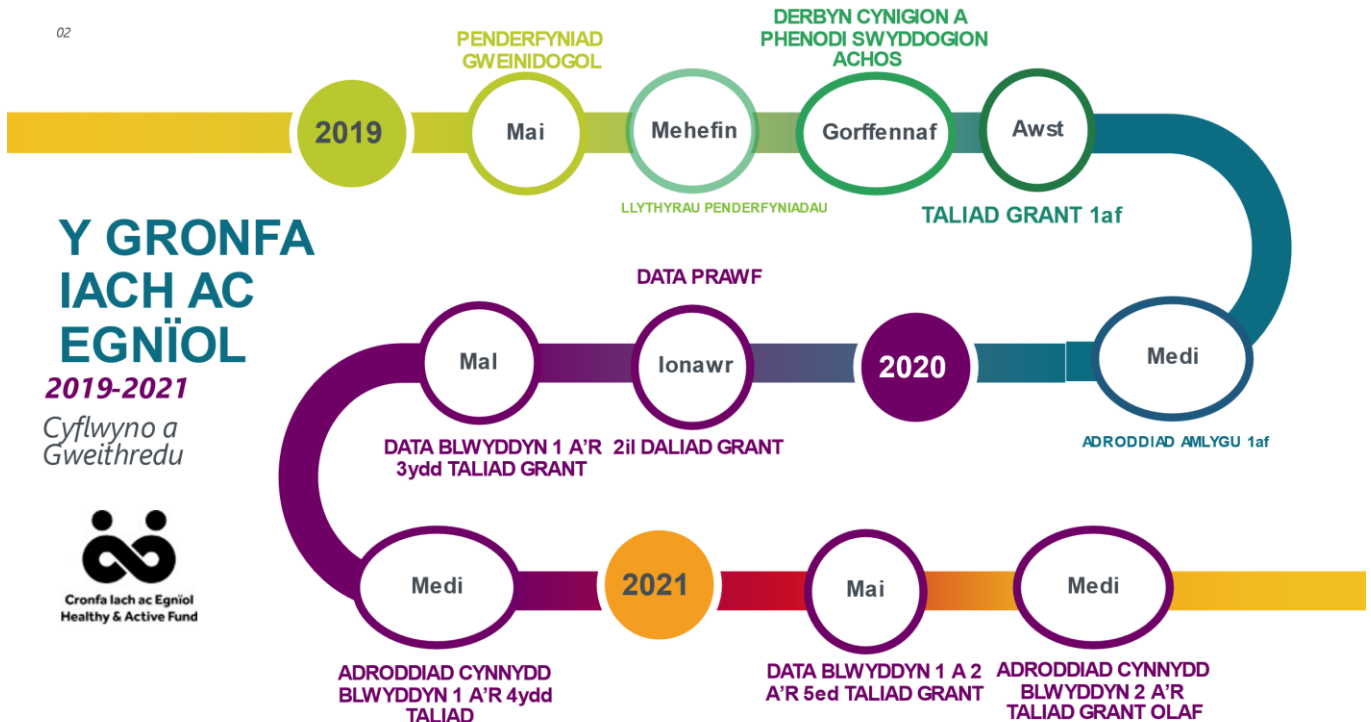 02
PENDERFYNIAD
GWEINIDOGOL
DERBYN CYNIGION A
PHENODI SWYDDOGION
ACHOS
2019
Mai
Mehefin
Gorffennaf
Awst
LLYTHYRAU PENDERFYNIADAU
TALIAD GRANT 1af
Y GRONFA
IACH AC
EGNÏOL
2019-2021
Cyflwyno a
Gweithredu
Cronfa Iach ac Egnïol
Healthy & Active Fund
DATA PRAWF
Mal
Ionawr
2020
Medi
DATA BLWYDDYN 1 A'R
3ydd TALIAD GRANT
2il DALIAD GRANT
ADRODDIAD AMLYGU 1af
Medi
2021
Mai
Medi
ADRODDIAD CYNNYDD
BLWYDDYN 1 A'R 4ydd
TALIAD
DATA BLWYDDYN 1 A 2
A'R 5ed TALIAD GRANT
ADRODDIAD CYNNYDD
BLWYDDYN 2 A'R
TALIAD GRANT OLAF